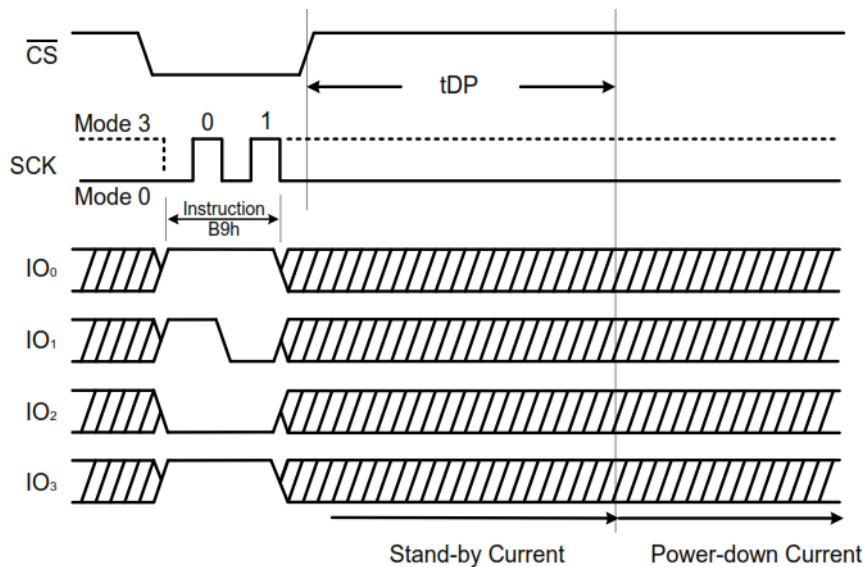 CS
tDP
Mode 3
0 1
SCK
Mode 0
Instruction
B9h
IO₀
IO₁
IO₂
IO₃
Stand-by Current
Power-down Current